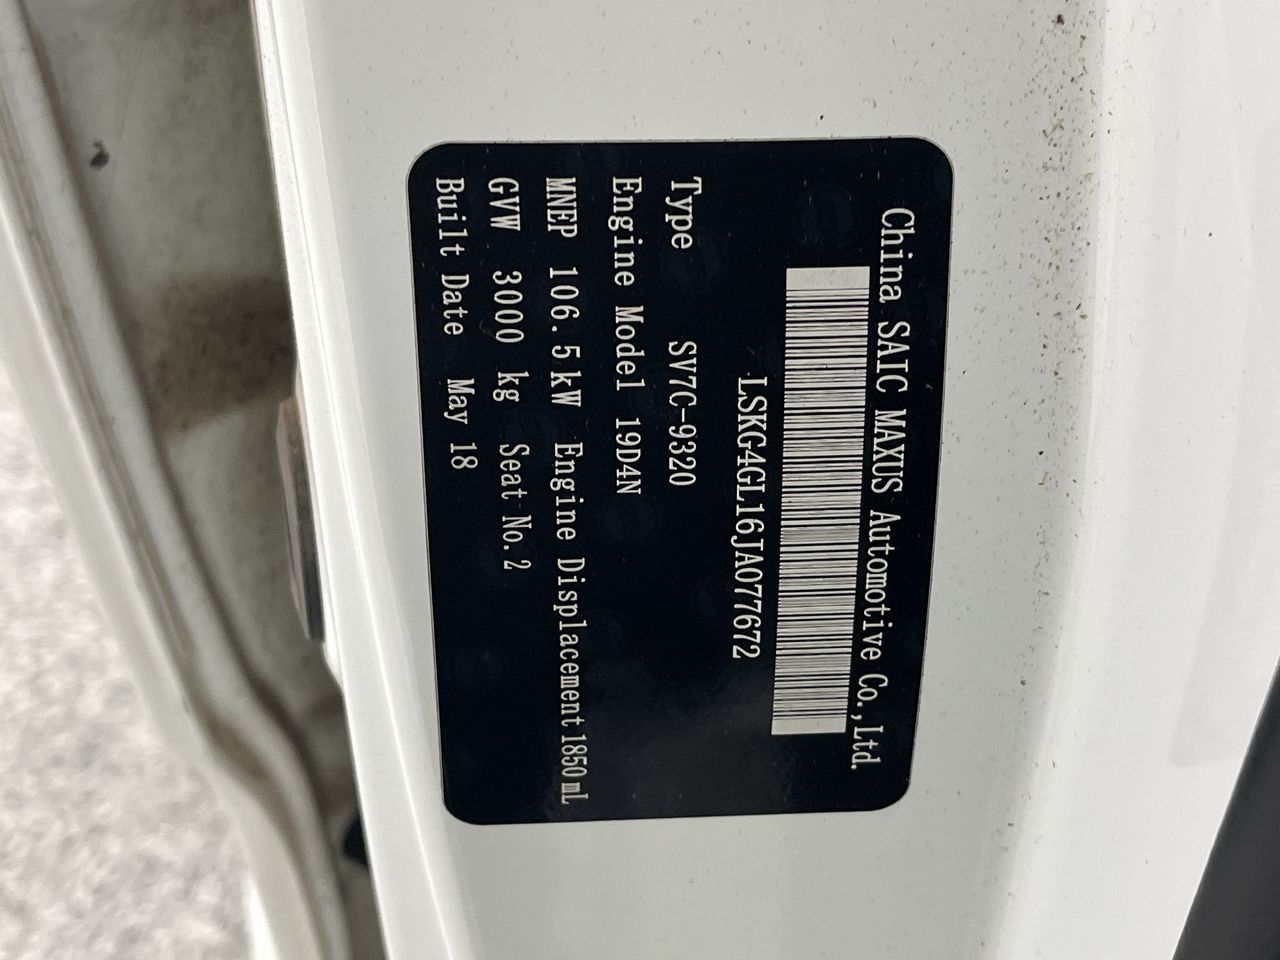 China SAIC MAXUS Automotive Co.,Ltd.
LSKG4GL16JA077672
Type SV7C-9320
Engine Model 19D4N
MNEP 106.5kW Engine Displacement 1850mL
GVW 3000 kg Seat No.2
Built Date May 18